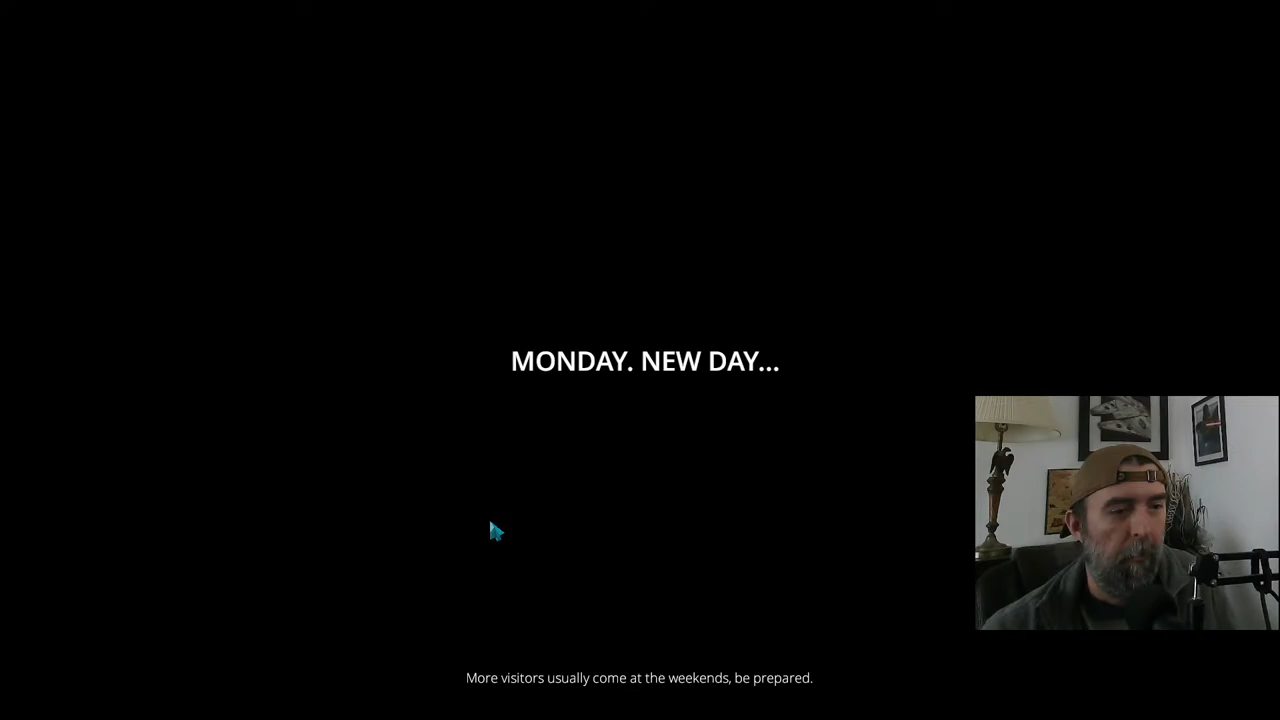 MONDAY. NEW DAY...
More visitors usually come at the weekends, be prepared.